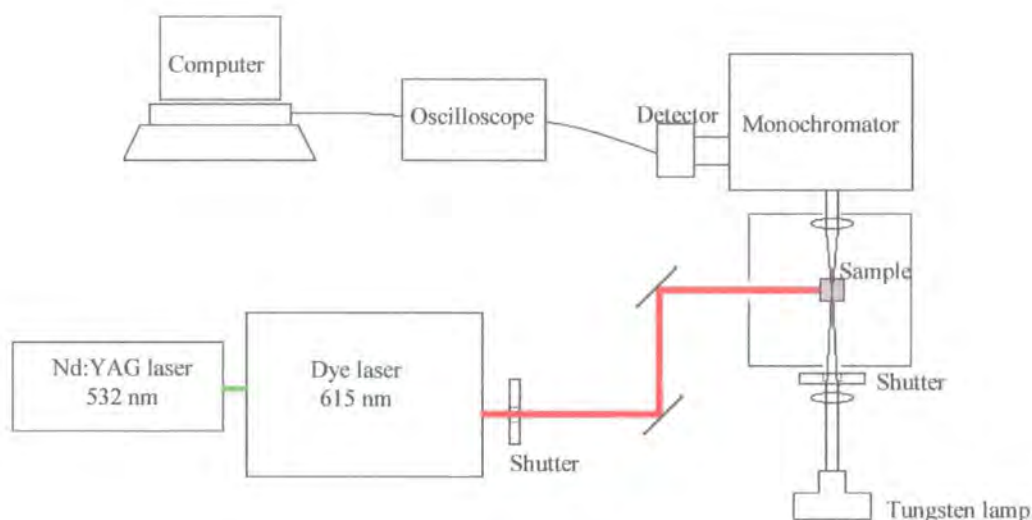 Computer
Oscilloscope
Detector
Monochromator
Sample
Nd:YAG laser
532 nm
Dye laser
615 nm
Shutter
Shutter
Tungsten lamp